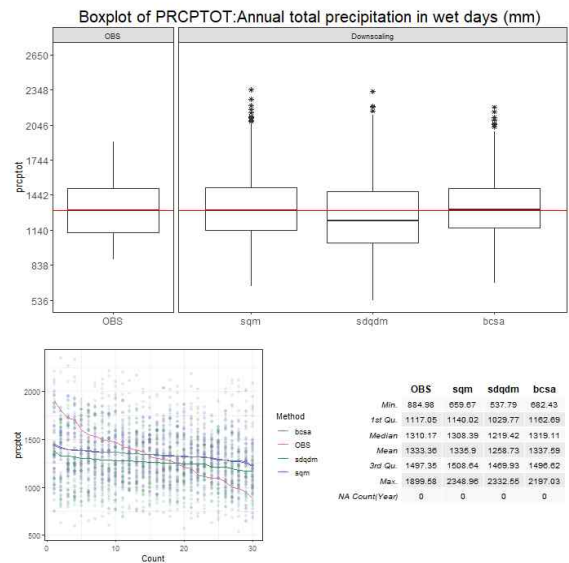 Boxplot of PRCPTOT:Annual total precipitation in wet days (mm)
OBS Downscaling
2650
2348
2046
1744
1442
1140
838
536
prcptot
OBS sqm sdqdm bcsa
2000
1500
1000
500
prcptot
0 10 20 30
Count
Method
bcsa
OBS
sdqdm
sqm
OBS sqm sdqdm bcsa
Min. 884.98 659.67 537.79 682.43
1st Qu. 1117.05 1140.02 1029.77 1162.69
Median 1310.17 1308.39 1219.42 1319.11
Mean 1333.36 1335.9 1258.73 1337.59
3rd Qu. 1497.35 1508.64 1469.93 1496.62
Max. 1899.58 2348.96 2332.55 2197.03
NA Count(Year) 0 0 0 0